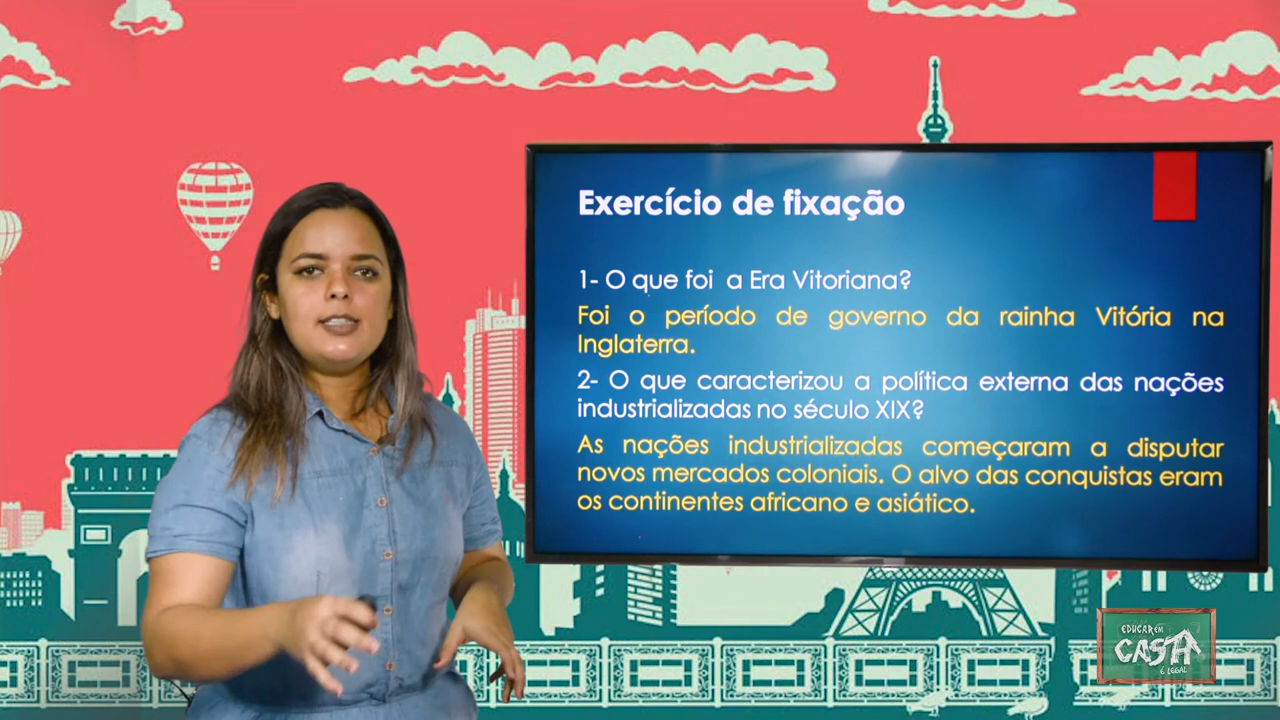 Exercício de fixação
1- O que foi a Era Vitoriana?
Foi o período de governo da rainha Vitória na
Inglaterra.
2- O que caracterizou a política externa das nações
industrializadas no século XIX?
As nações industrializadas começaram a disputar
novos mercados coloniais. O alvo das conquistas eram
os continentes africano e asiático.
EDUCAR EM
CASA
É LEGAL